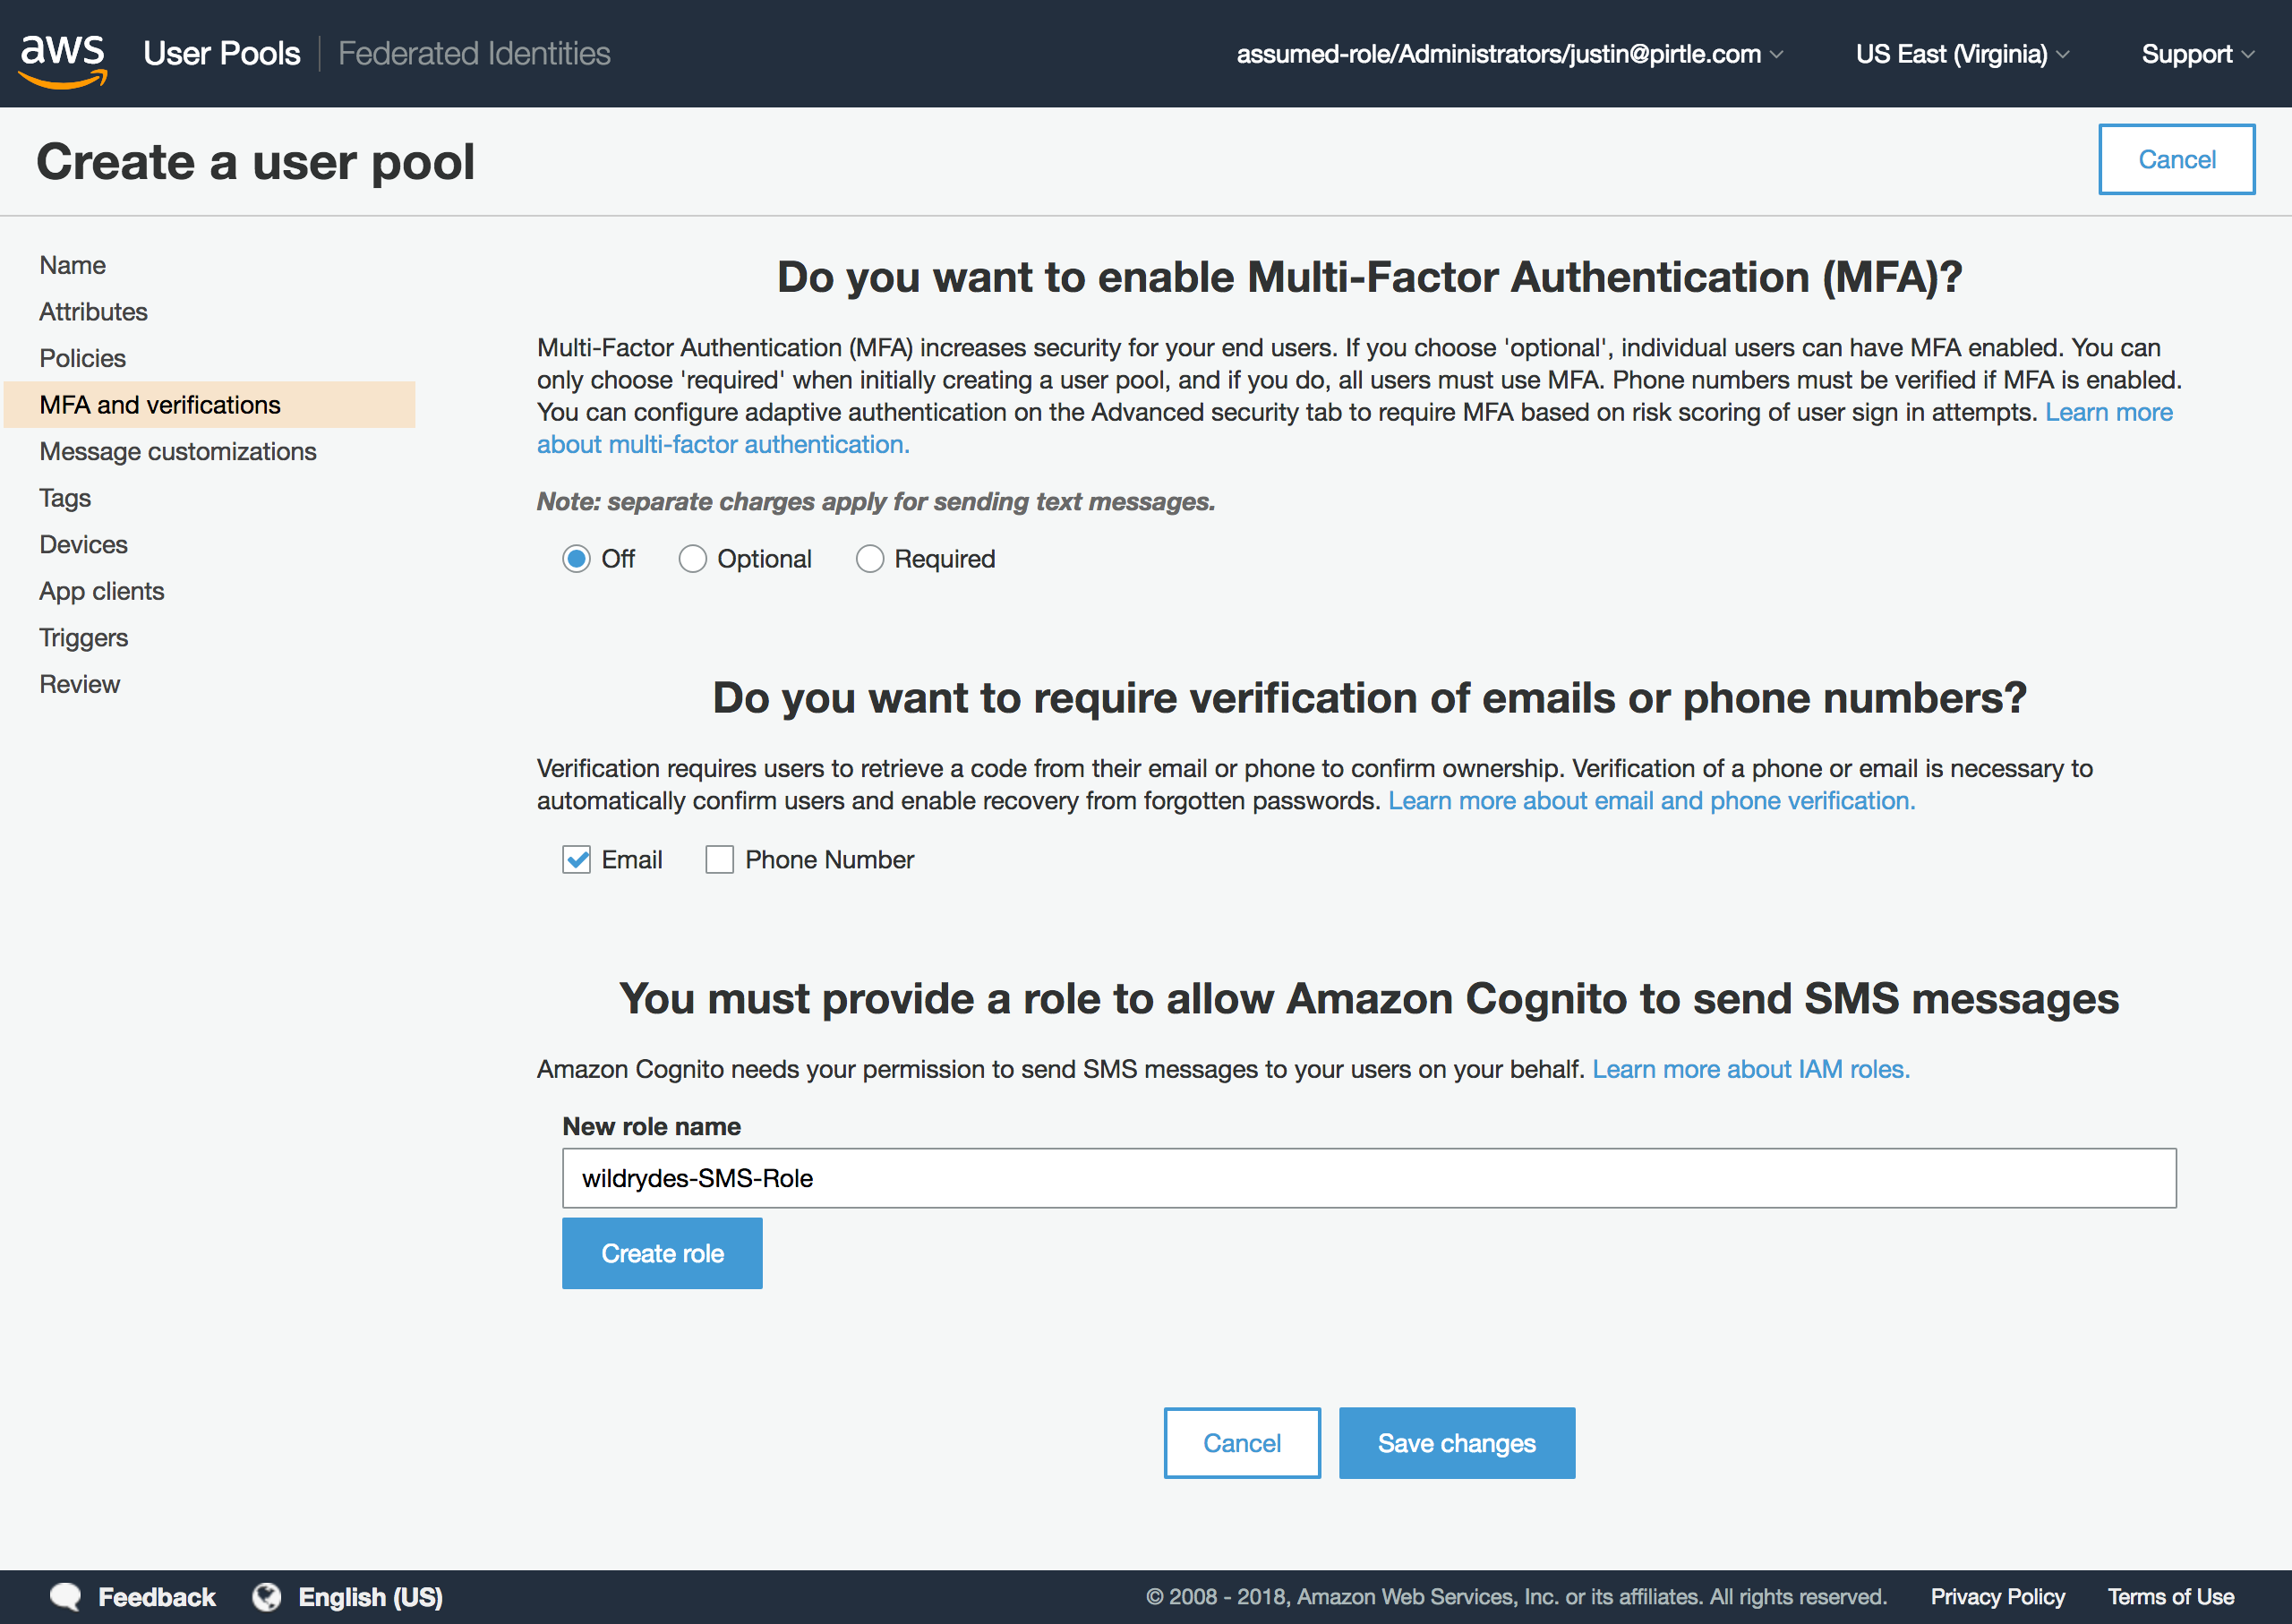 aws User Pools Federated Identities assumed-role/Administrators/justin@pirtle.com US East (Virginia) Support
Create a user pool
Cancel
Name
Attributes
Policies
MFA and verifications
Message customizations
Tags
Devices
App clients
Triggers
Review
Do you want to enable Multi-Factor Authentication (MFA)?
Multi-Factor Authentication (MFA) increases security for your end users. If you choose 'optional', individual users can have MFA enabled. You can
only choose 'required' when initially creating a user pool, and if you do, all users must use MFA. Phone numbers must be verified if MFA is enabled.
You can configure adaptive authentication on the Advanced security tab to require MFA based on risk scoring of user sign in attempts. Learn more
about multi-factor authentication.
Note: separate charges apply for sending text messages.
Off Optional Required
Do you want to require verification of emails or phone numbers?
Verification requires users to retrieve a code from their email or phone to confirm ownership. Verification of a phone or email is necessary to
automatically confirm users and enable recovery from forgotten passwords. Learn more about email and phone verification.
Email Phone Number
You must provide a role to allow Amazon Cognito to send SMS messages
Amazon Cognito needs your permission to send SMS messages to your users on your behalf. Learn more about IAM roles.
New role name
wildrydes-SMS-Role
Create role
Cancel Save changes
Feedback English (US) © 2008 - 2018, Amazon Web Services, Inc. or its affiliates. All rights reserved. Privacy Policy Terms of Use